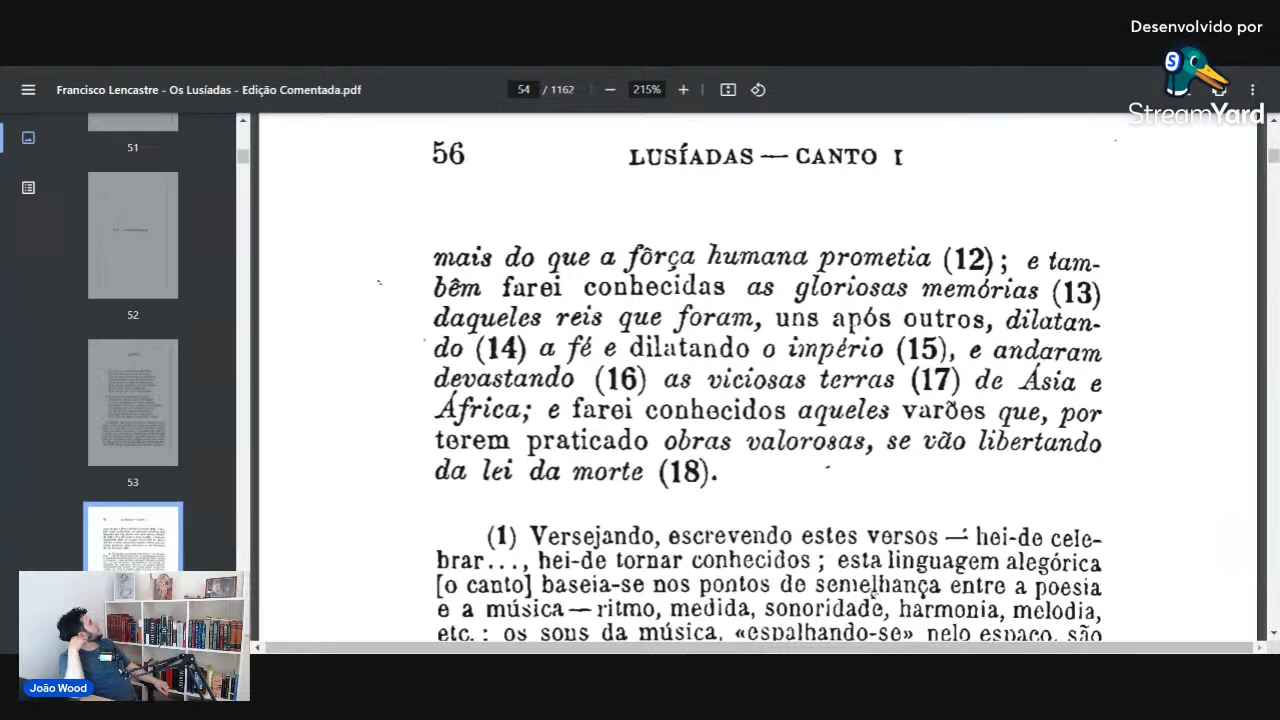 Desenvolvido por
StreamYard
Francisco Lencastre - Os Lusíadas - Edição Comentada.pdf
54 / 1162
215%
51
52
53
56
LUSÍADAS — CANTO I
mais do que a fôrça humana prometia (12); e tam-
bêm farei conhecidas as gloriosas memórias (13)
daqueles reis que foram, uns após outros, dilatan-
do (14) a fé e dilatando o império (15), e andaram
devastando (16) as viciosas terras (17) de Ásia e
África; e farei conhecidos aqueles varões que, por
terem praticado obras valorosas, se vão libertando
da lei da morte (18).
(1) Versejando, escrevendo estes versos — hei-de cele-
brar..., hei-de tornar conhecidos; esta linguagem alegórica
[o canto] baseia-se nos pontos de semelhança entre a poesia
e a música — ritmo, medida, sonoridade, harmonia, melodia,
etc.: os sons da música, «espalhando-se» pelo espaço, são
João Wood